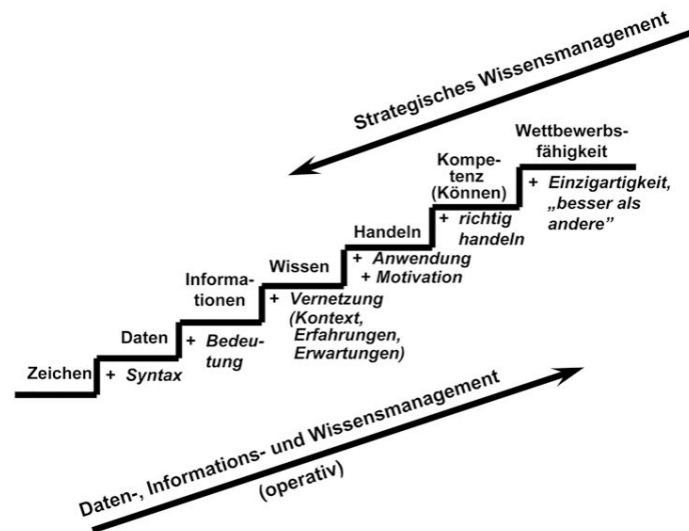 Strategisches Wissensmanagement
Wettbewerbs-
fähigkeit
+ Einzigartigkeit,
„besser als
andere”
Kompe-
tenz
(Können)
+ richtig
handeln
Handeln
+ Anwendung
+ Motivation
Wissen
+ Vernetzung
(Kontext,
Erfahrungen,
Erwartungen)
Informa-
tionen
+ Bedeu-
tung
Daten
+ Syntax
Zeichen
Daten-, Informations- und Wissensmanagement
(operativ)